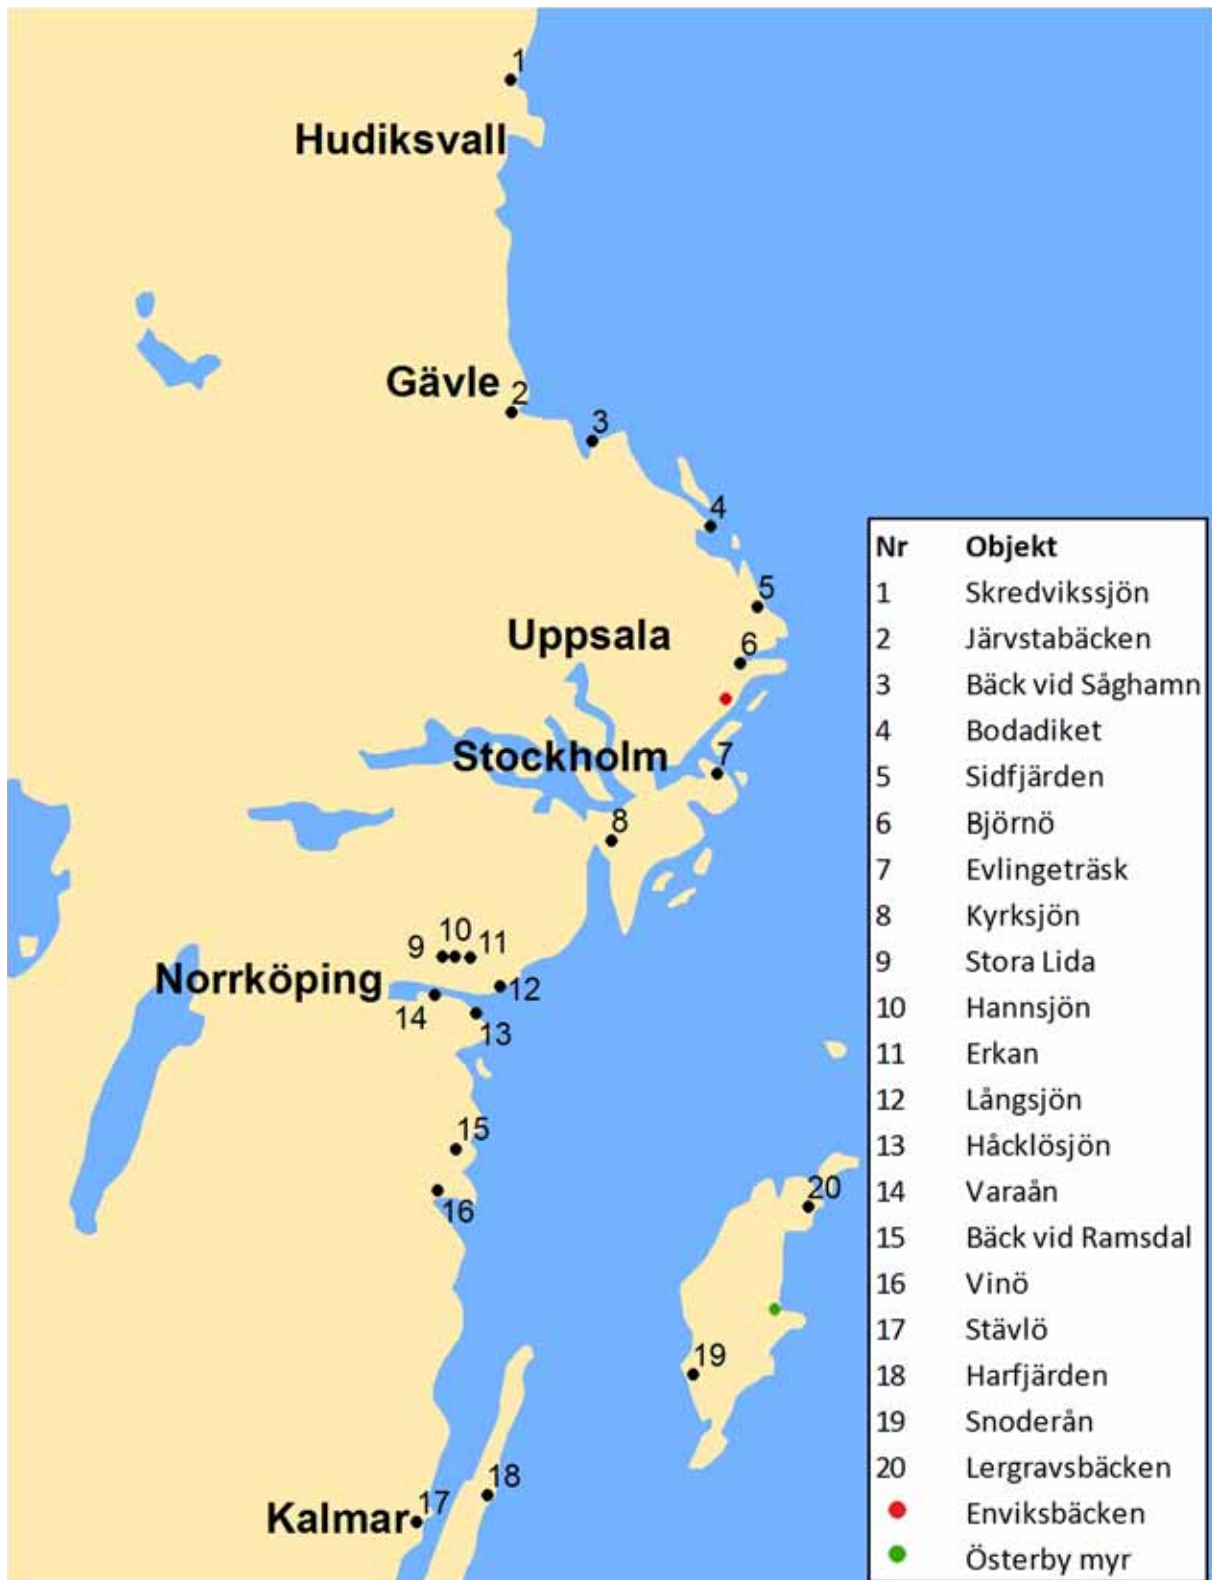 1
Hudiksvall
Gävle
2
3
4
5
Uppsala
6
Stockholm
7
8
9
10
11
Norrköping
12
14
13
15
16
20
19
18
17
Kalmar
Nr Objekt
1 Skredvikssjön
2 Järvstabäcken
3 Bäck vid Såghamn
4 Bodadiket
5 Sidfjärden
6 Björnö
7 Evlingeträsk
8 Kyrksjön
9 Stora Lida
10 Hannsjön
11 Erkan
12 Långsjön
13 Håcklösjön
14 Varaån
15 Bäck vid Ramsdal
16 Vinö
17 Stävlö
18 Harfjärden
19 Snoderån
20 Lergravsbäcken
Enviksbäcken
Österby myr